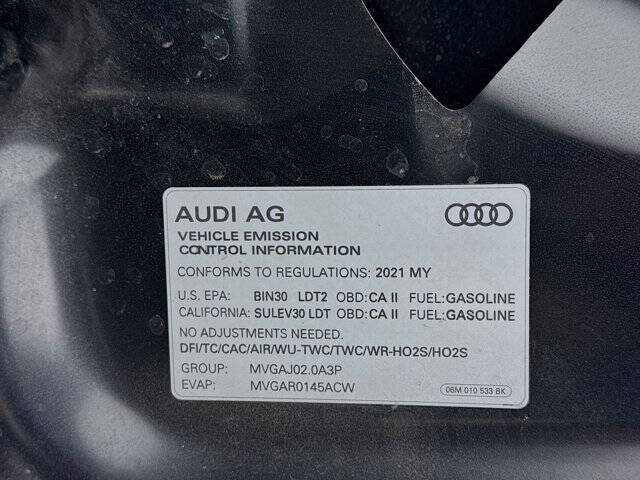 AUDI AG
VEHICLE EMISSION
CONTROL INFORMATION
CONFORMS TO REGULATIONS: 2021 MY
U.S. EPA: BIN30 LDT2 OBD:CA II FUEL:GASOLINE
CALIFORNIA: SULEV30 LDT OBD:CA II FUEL:GASOLINE
NO ADJUSTMENTS NEEDED.
DFI/TC/CAC/AIR/WU-TWC/TWC/WR-HO2S/HO2S
GROUP: MVGAJ02.0A3P
EVAP: MVGAR0145ACW
06M 010 533 BK